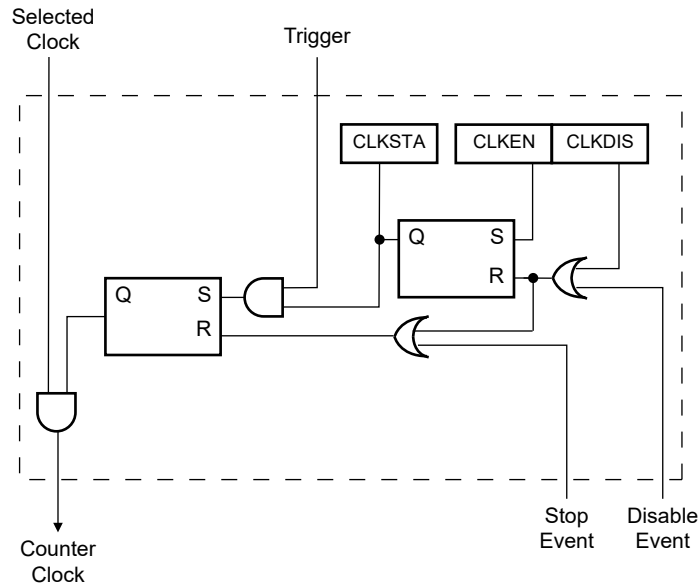 Selected
Clock
Trigger
CLKSTA
CLKEN
CLKDIS
Q
S
R
Q
S
R
Stop
Event
Disable
Event
Counter
Clock